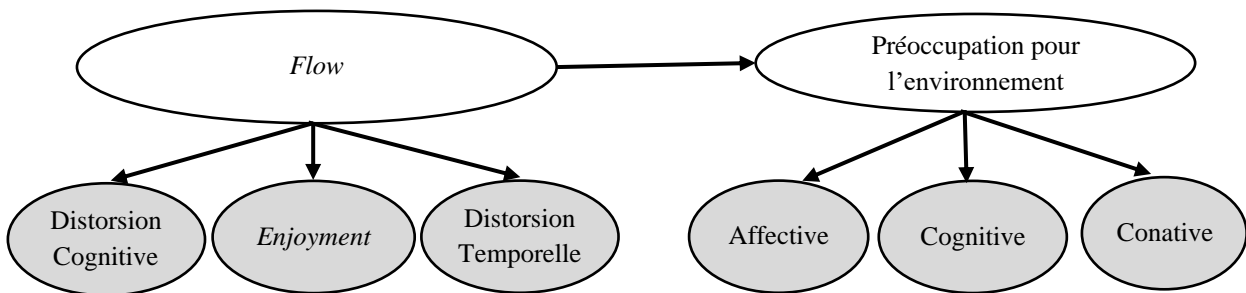 Flow
Préoccupation pour
l'environnement
Distorsion
Cognitive
Enjoyment
Distorsion
Temporelle
Affective
Cognitive
Conative